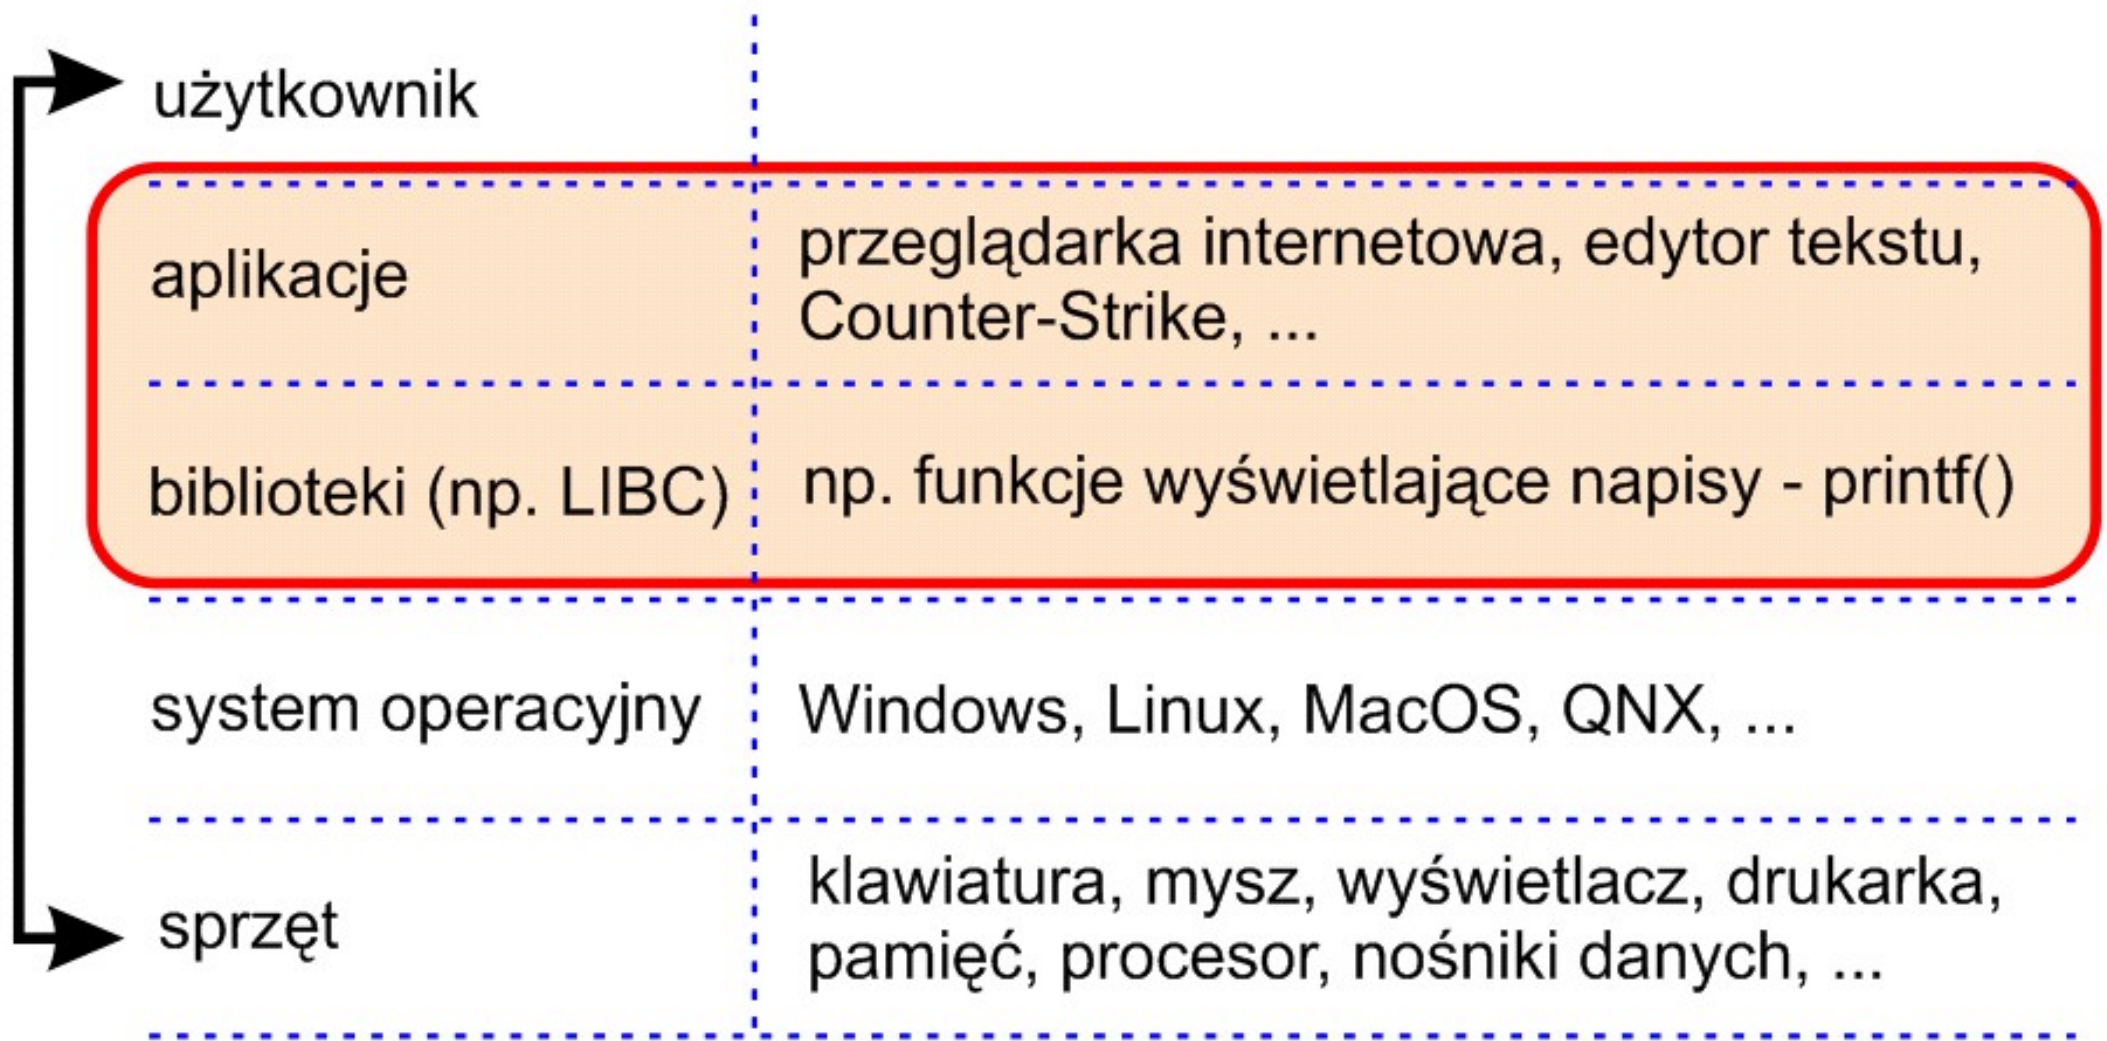 użytkownik
aplikacje
przeglądarka internetowa, edytor tekstu,
Counter-Strike, ...
biblioteki (np. LIBC)
np. funkcje wyświetlające napisy - printf()
system operacyjny
Windows, Linux, MacOS, QNX, ...
sprzęt
klawiatura, mysz, wyświetlacz, drukarka,
pamięć, procesor, nośniki danych, ...